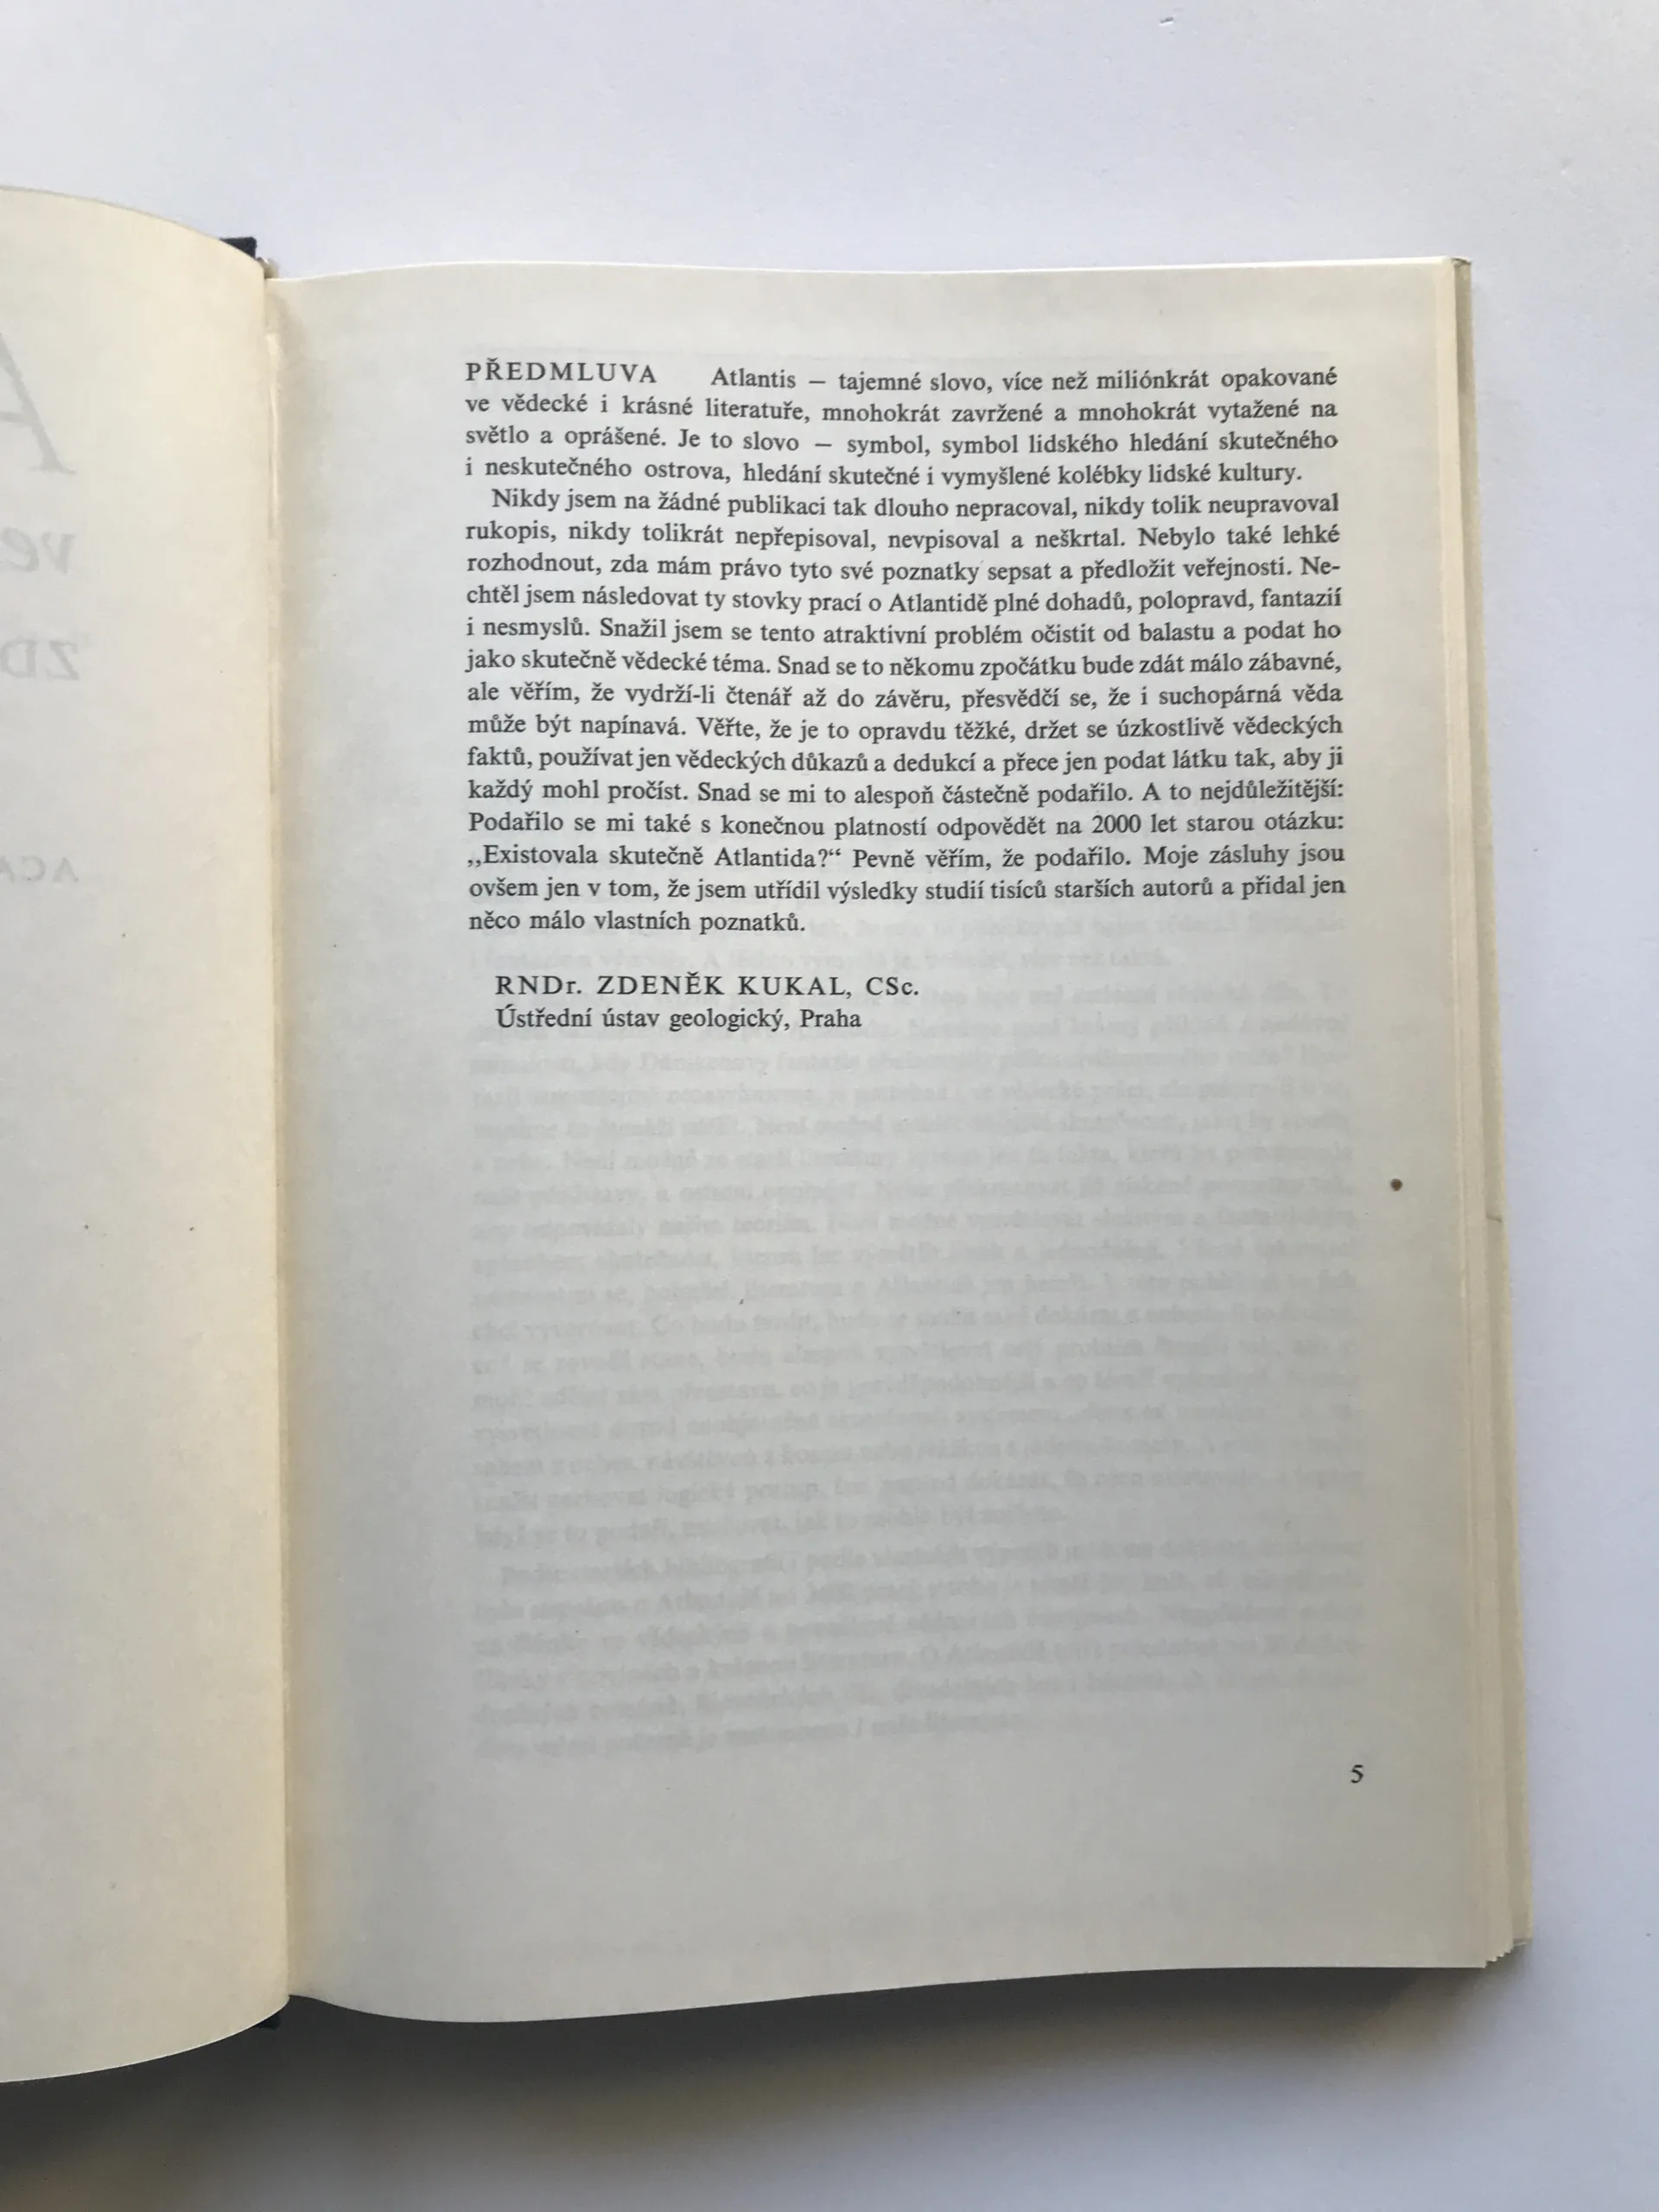 PŘEDMLUVA Atlantis — tajemné slovo, více než miliónkrát opakované
ve vědecké i krásné literatuře, mnohokrát zavržené a mnohokrát vytažené na
světlo a oprášené. Je to slovo — symbol, symbol lidského hledání skutečného
i neskutečného ostrova, hledání skutečné i vymyšlené kolébky lidské kultury.
Nikdy jsem na žádné publikaci tak dlouho nepracoval, nikdy tolik neupravoval
rukopis, nikdy tolikrát nepřepisoval, nevpisoval a neškrtal. Nebylo také lehké
rozhodnout, zda mám právo tyto své poznatky sepsat a předložit veřejnosti. Ne-
chtěl jsem následovat ty stovky prací o Atlantidě plné dohadů, polopravd, fantazií
i nesmyslů. Snažil jsem se tento atraktivní problém očistit od balastu a podat ho
jako skutečně vědecké téma. Snad se to někomu zpočátku bude zdát málo zábavné,
ale věřím, že vydrží-li čtenář až do závěru, přesvědčí se, že i suchopárná věda
může být napínavá. Věřte, že je to opravdu těžké, držet se úzkostlivě vědeckých
faktů, používat jen vědeckých důkazů a dedukcí a přece jen podat látku tak, aby ji
každý mohl pročíst. Snad se mi to alespoň částečně podařilo. A to nejdůležitější:
Podařilo se mi také s konečnou platností odpovědět na 2000 let starou otázku:
,,Existovala skutečně Atlantida?“ Pevně věřím, že podařilo. Moje zásluhy jsou
ovšem jen v tom, že jsem utřídil výsledky studií tisíců starších autorů a přidal jen
něco málo vlastních poznatků.
RNDr. ZDENĚK KUKAL, CSc.
Ústřední ústav geologický, Praha
5